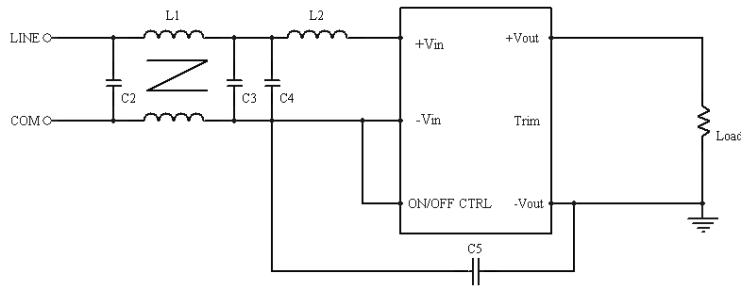 L1
L2
LINE
+Vin
+Vout
C2
C3
C4
COM
-Vin
Trim
Load
ON/OFF CTRL
-Vout
C5